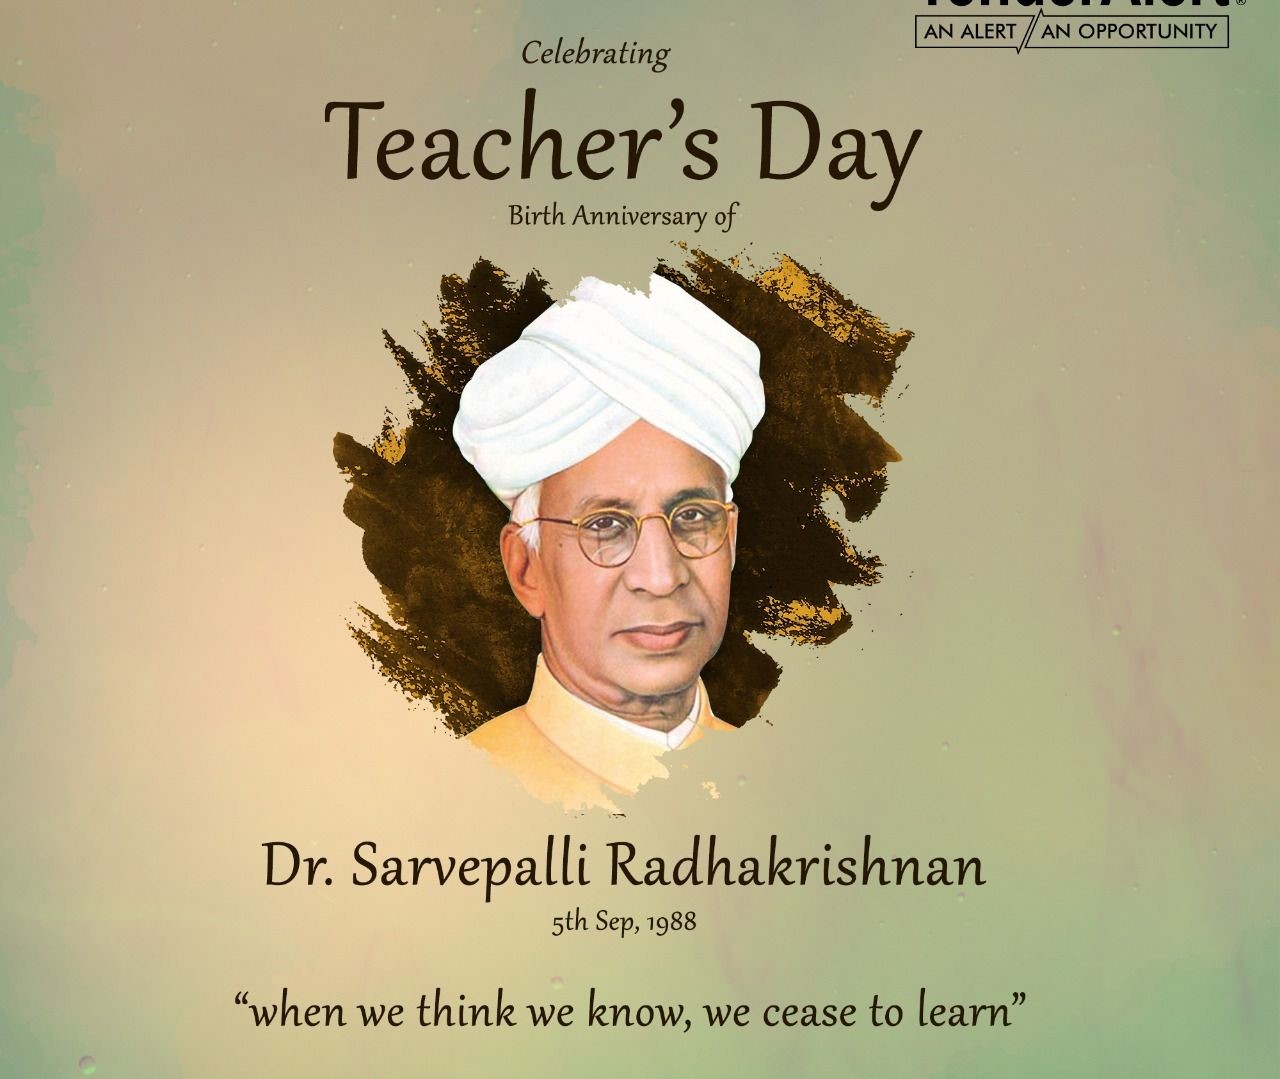 AN ALERT AN OPPORTUNITY
Celebrating
Teacher's Day
Birth Anniversary of
Dr. Sarvepalli Radhakrishnan
5th Sep, 1988
“when we think we know, we cease to learn”